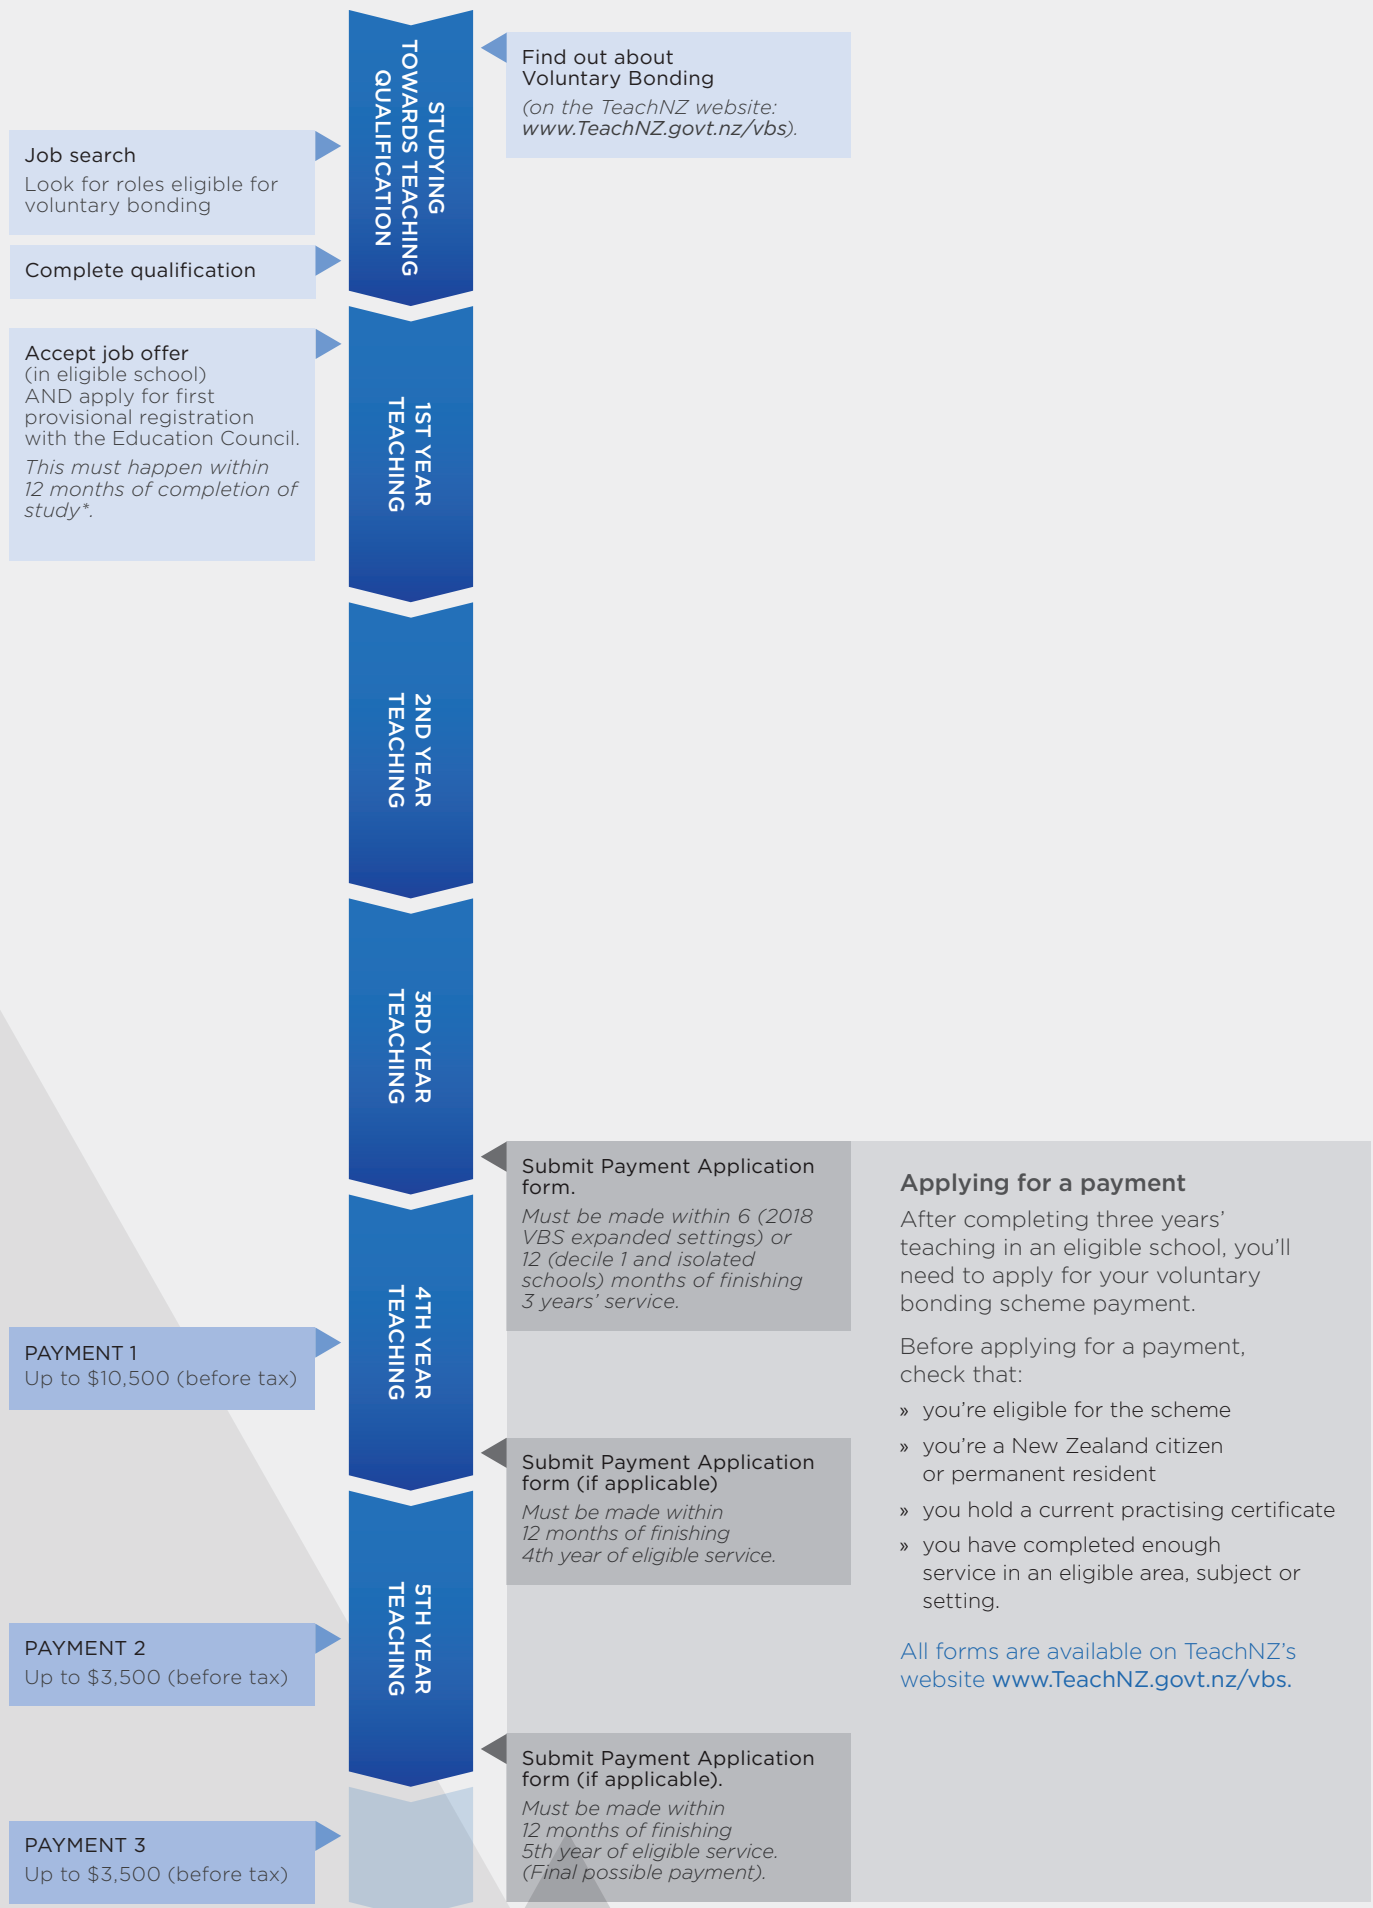 STUDYING
TOWARDS TEACHING
QUALIFICATION
Find out about
Voluntary Bonding
(on the TeachNZ website:
www.TeachNZ.govt.nz/vbs).
Job search
Look for roles eligible for
voluntary bonding
Complete qualification
Accept job offer
(in eligible school)
AND apply for first
provisional registration
with the Education Council.
This must happen within
12 months of completion of
study*.
1ST YEAR
TEACHING
2ND YEAR
TEACHING
3RD YEAR
TEACHING
Submit Payment Application
form.
Must be made within 6 (2018
VBS expanded settings) or
12 (decile 1 and isolated
schools) months of finishing
3 years' service.
4TH YEAR
TEACHING
PAYMENT 1
Up to $10,500 (before tax)
Submit Payment Application
form (if applicable)
Must be made within
12 months of finishing
4th year of eligible service.
5TH YEAR
TEACHING
PAYMENT 2
Up to $3,500 (before tax)
Submit Payment Application
form (if applicable).
Must be made within
12 months of finishing
5th year of eligible service.
(Final possible payment).
PAYMENT 3
Up to $3,500 (before tax)
Applying for a payment
After completing three years'
teaching in an eligible school, you'll
need to apply for your voluntary
bonding scheme payment.
Before applying for a payment,
check that:
» you're eligible for the scheme
» you're a New Zealand citizen
or permanent resident
» you hold a current practising certificate
» you have completed enough
service in an eligible area, subject or
setting.
All forms are available on TeachNZ's
website www.TeachNZ.govt.nz/vbs.